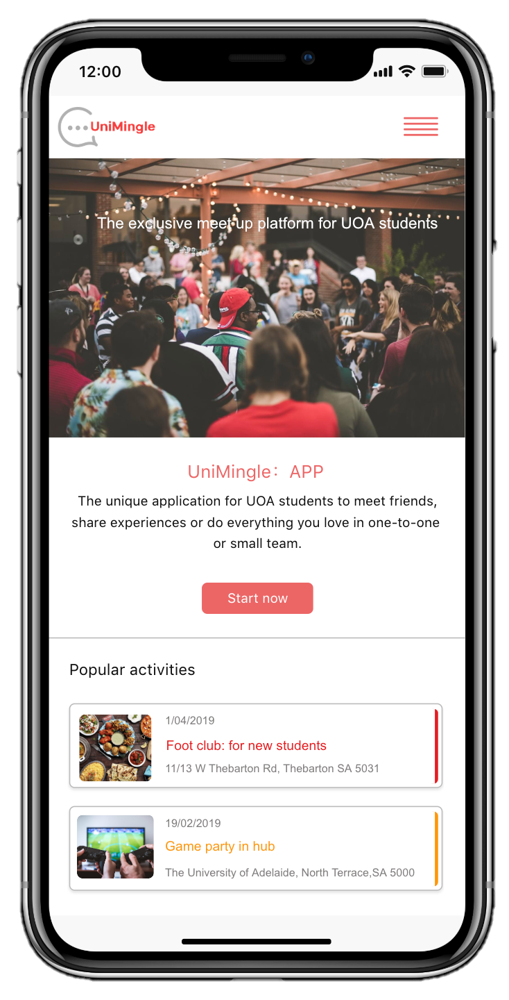 12:00
UniMingle
The exclusive meet up platform for UOA students
UniMingle： APP
The unique application for UOA students to meet friends,
share experiences or do everything you love in one-to-one
or small team.
Start now
Popular activities
1/04/2019
Foot club: for new students
11/13 W Thebarton Rd, Thebarton SA 5031
19/02/2019
Game party in hub
The University of Adelaide, North Terrace,SA 5000